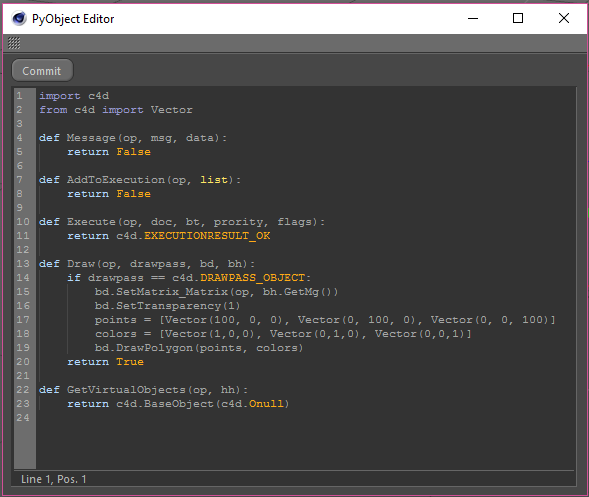 PyObject Editor
Commit
1 import c4d
2 from c4d import Vector
3
4 def Message(op, msg, data):
5     return False
6
7 def AddToExecution(op, list):
8     return False
9
10 def Execute(op, doc, bt, prority, flags):
11     return c4d.EXECUTIONRESULT_OK
12
13 def Draw(op, drawpass, bd, bh):
14     if drawpass == c4d.DRAWPASS_OBJECT:
15         bd.SetMatrix_Matrix(op, bh.GetMg())
16         bd.SetTransparency(1)
17         points = [Vector(100, 0, 0), Vector(0, 100, 0), Vector(0, 0, 100)]
18         colors = [Vector(1,0,0), Vector(0,1,0), Vector(0,0,1)]
19         bd.DrawPolygon(points, colors)
20     return True
21
22 def GetVirtualObjects(op, hh):
23     return c4d.BaseObject(c4d.Onull)
24
Line 1, Pos. 1